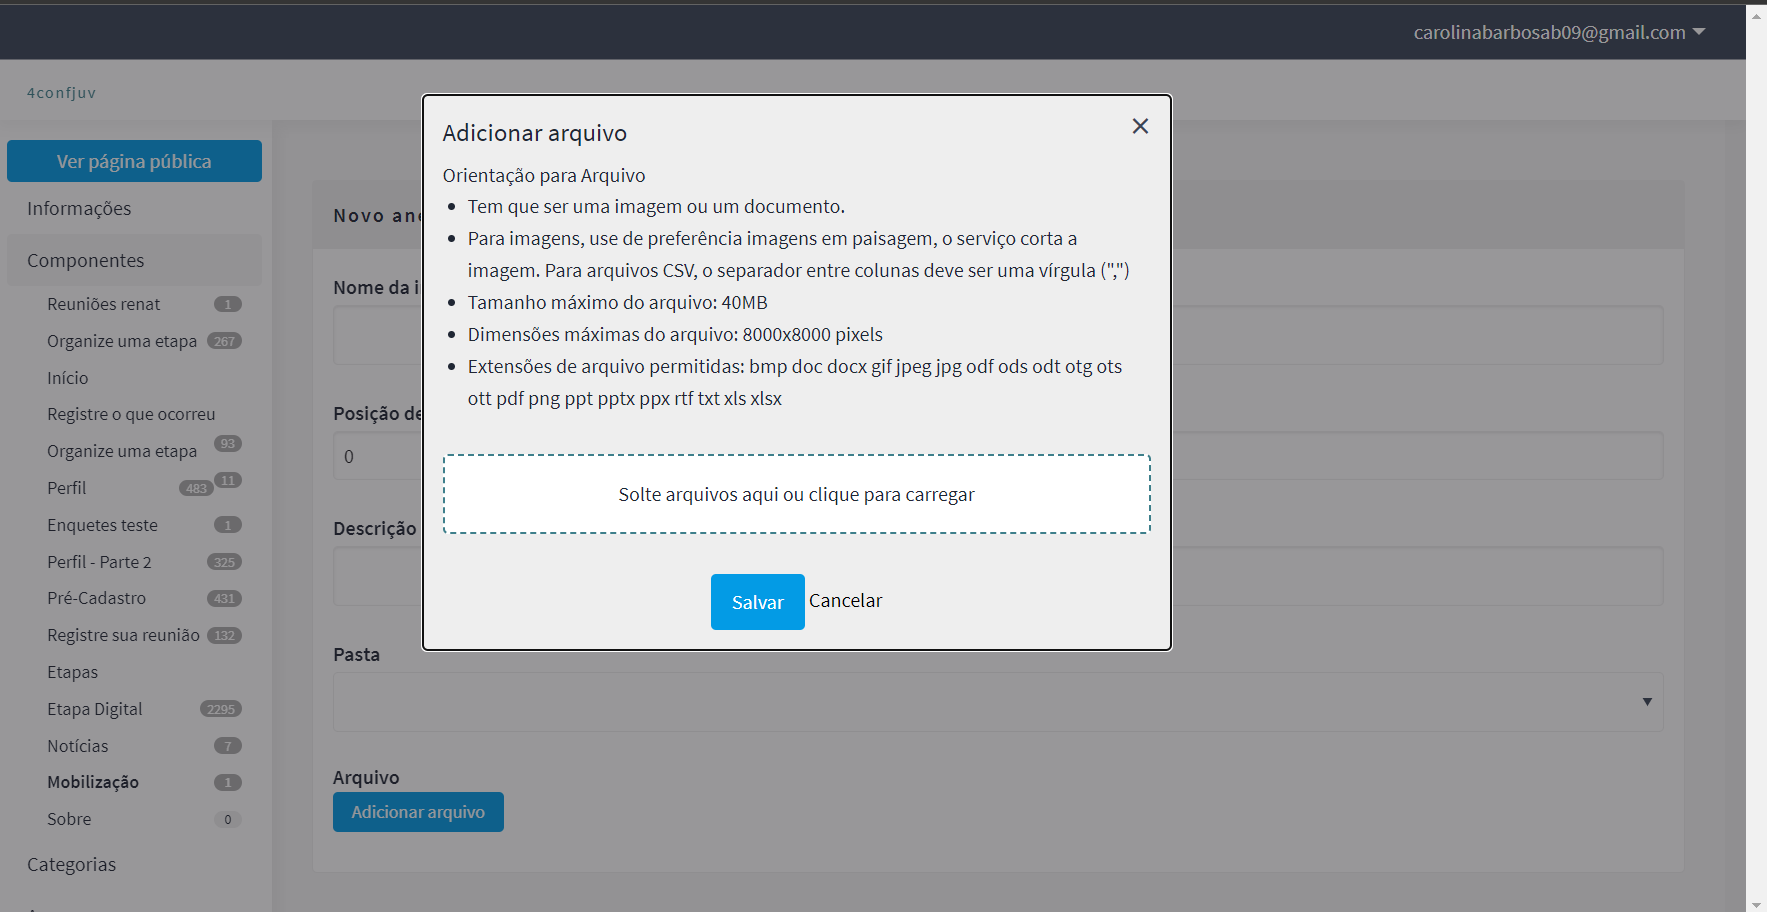 carolinabarbosab09@gmail.com
4confjuv
Ver página pública
Informações
Componentes
Reuniões renat 1
Organize uma etapa 267
Início
Registre o que ocorreu
93
Organize uma etapa
11
Perfil 483
Enquetes teste 1
Perfil - Parte 2 325
Pré-Cadastro 431
Registre sua reunião 132
Etapas
Etapa Digital 2295
Notícias 7
Mobilização 1
Sobre 0
Categorias
Novo
Nome da
Posição
0
Descrição
Pasta
Arquivo
Adicionar arquivo
Adicionar arquivo
Orientação para Arquivo
Tem que ser uma imagem ou um documento.
Para imagens, use de preferência imagens em paisagem, o serviço corta a
imagem. Para arquivos CSV, o separador entre colunas deve ser uma vírgula (",")
Tamanho máximo do arquivo: 40MB
Dimensões máximas do arquivo: 8000x8000 pixels
Extensões de arquivo permitidas: bmp doc docx gif jpeg jpg odf ods odt otg ots
ott pdf png ppt pptx ppx rtf txt xls xlsx
Solte arquivos aqui ou clique para carregar
Salvar Cancelar